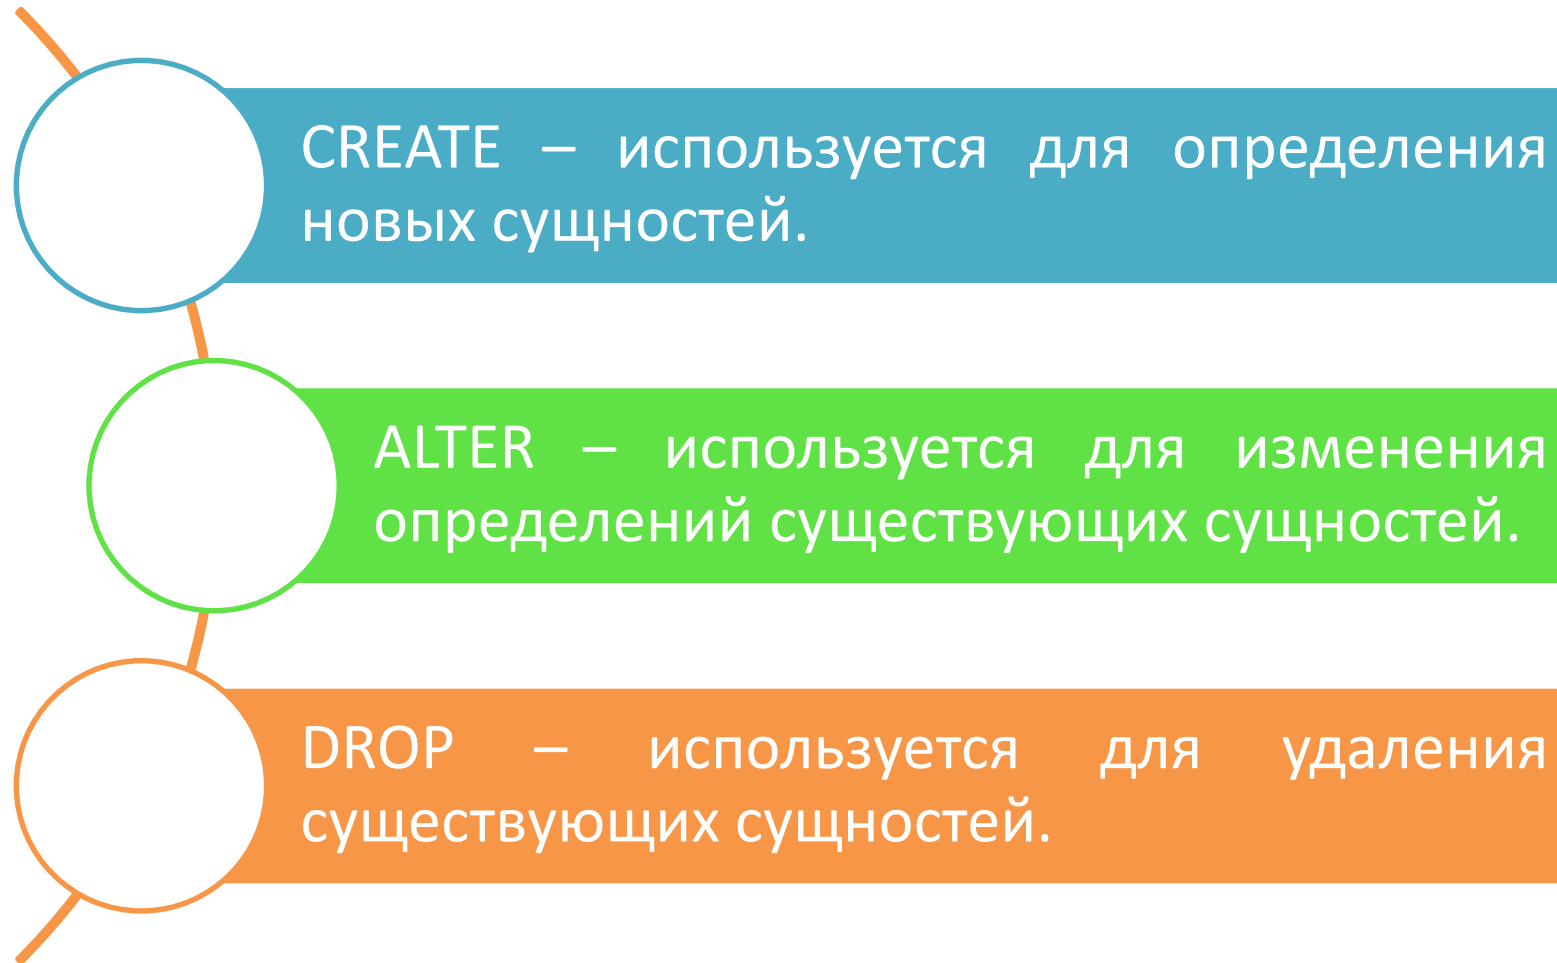 CREATE – используется для определения
новых сущностей.
ALTER – используется для изменения
определений существующих сущностей.
DROP – используется для удаления
существующих сущностей.